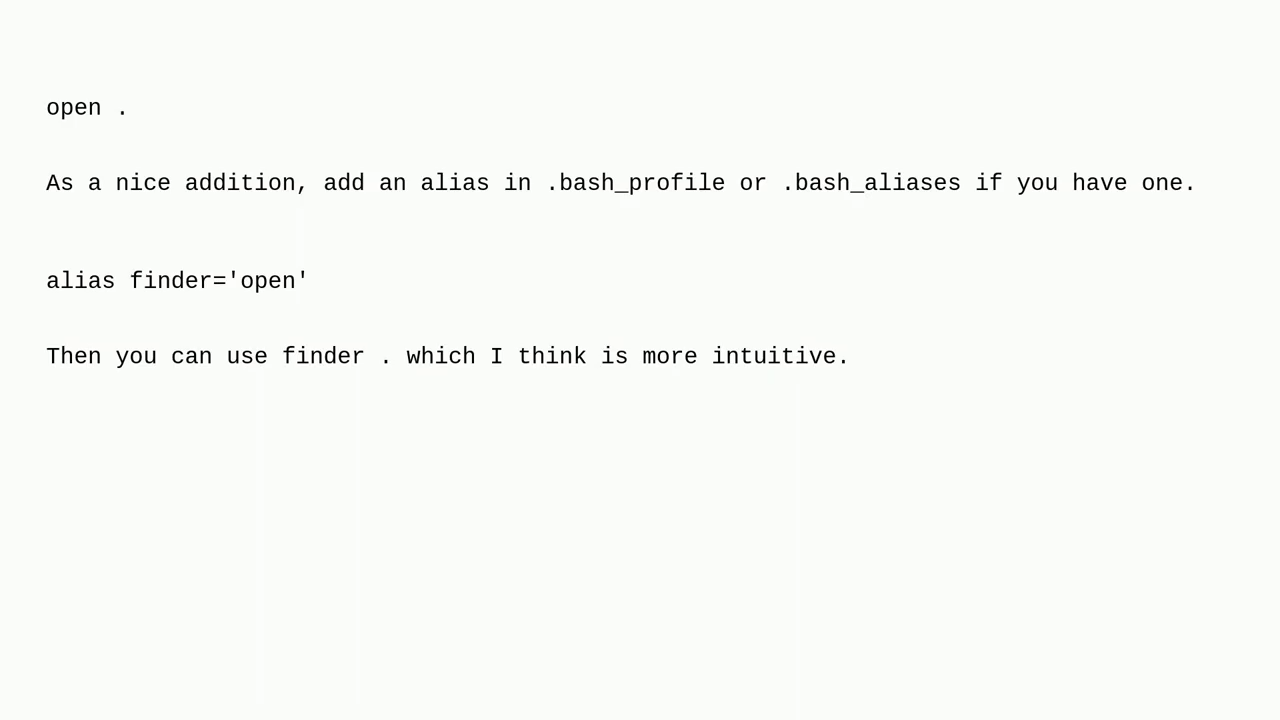 open .
As a nice addition, add an alias in .bash_profile or .bash_aliases if you have one.
alias finder='open'
Then you can use finder . which I think is more intuitive.